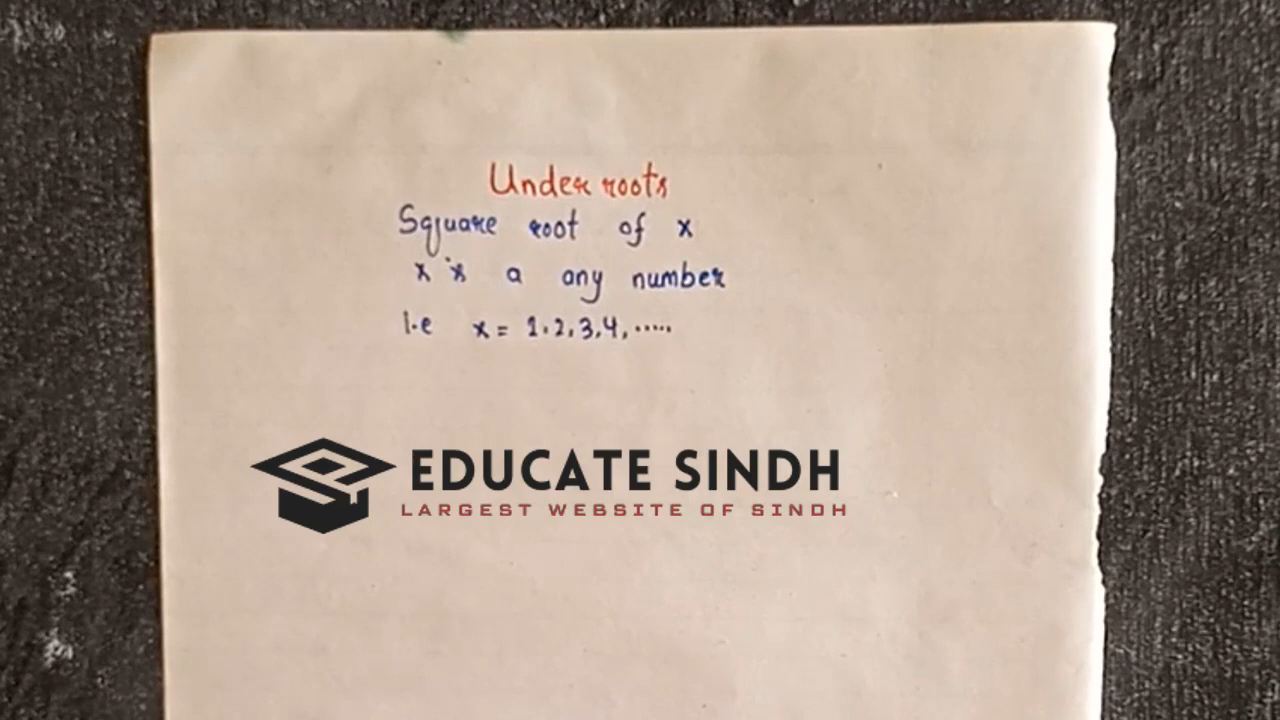 Under roots
Square root of x
x is a any number
i.e x = 1,2,3,4, .....
EDUCATE SINDH
LARGEST WEBSITE OF SINDH